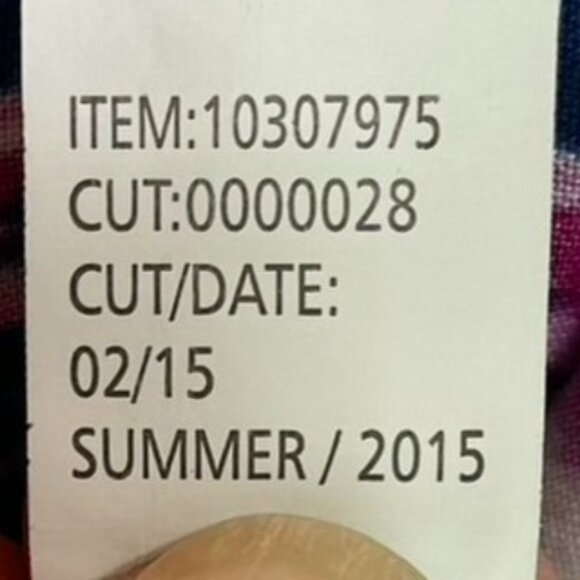 ITEM:10307975
CUT:0000028
CUT/DATE:
02/15
SUMMER / 2015